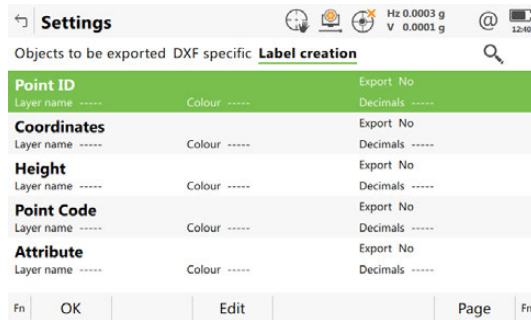 Settings
Hz 0.0003 g
V 0.0001 g
@
12:40
Objects to be exported DXF specific Label creation
Point ID Export No
Layer name ----- Colour ----- Decimals -----
Coordinates Export No
Layer name ----- Colour ----- Decimals -----
Height Export No
Layer name ----- Colour ----- Decimals -----
Point Code Export No
Layer name ----- Colour ----- Decimals -----
Attribute Export No
Layer name ----- Colour ----- Decimals -----
Fn OK Edit Page Fn